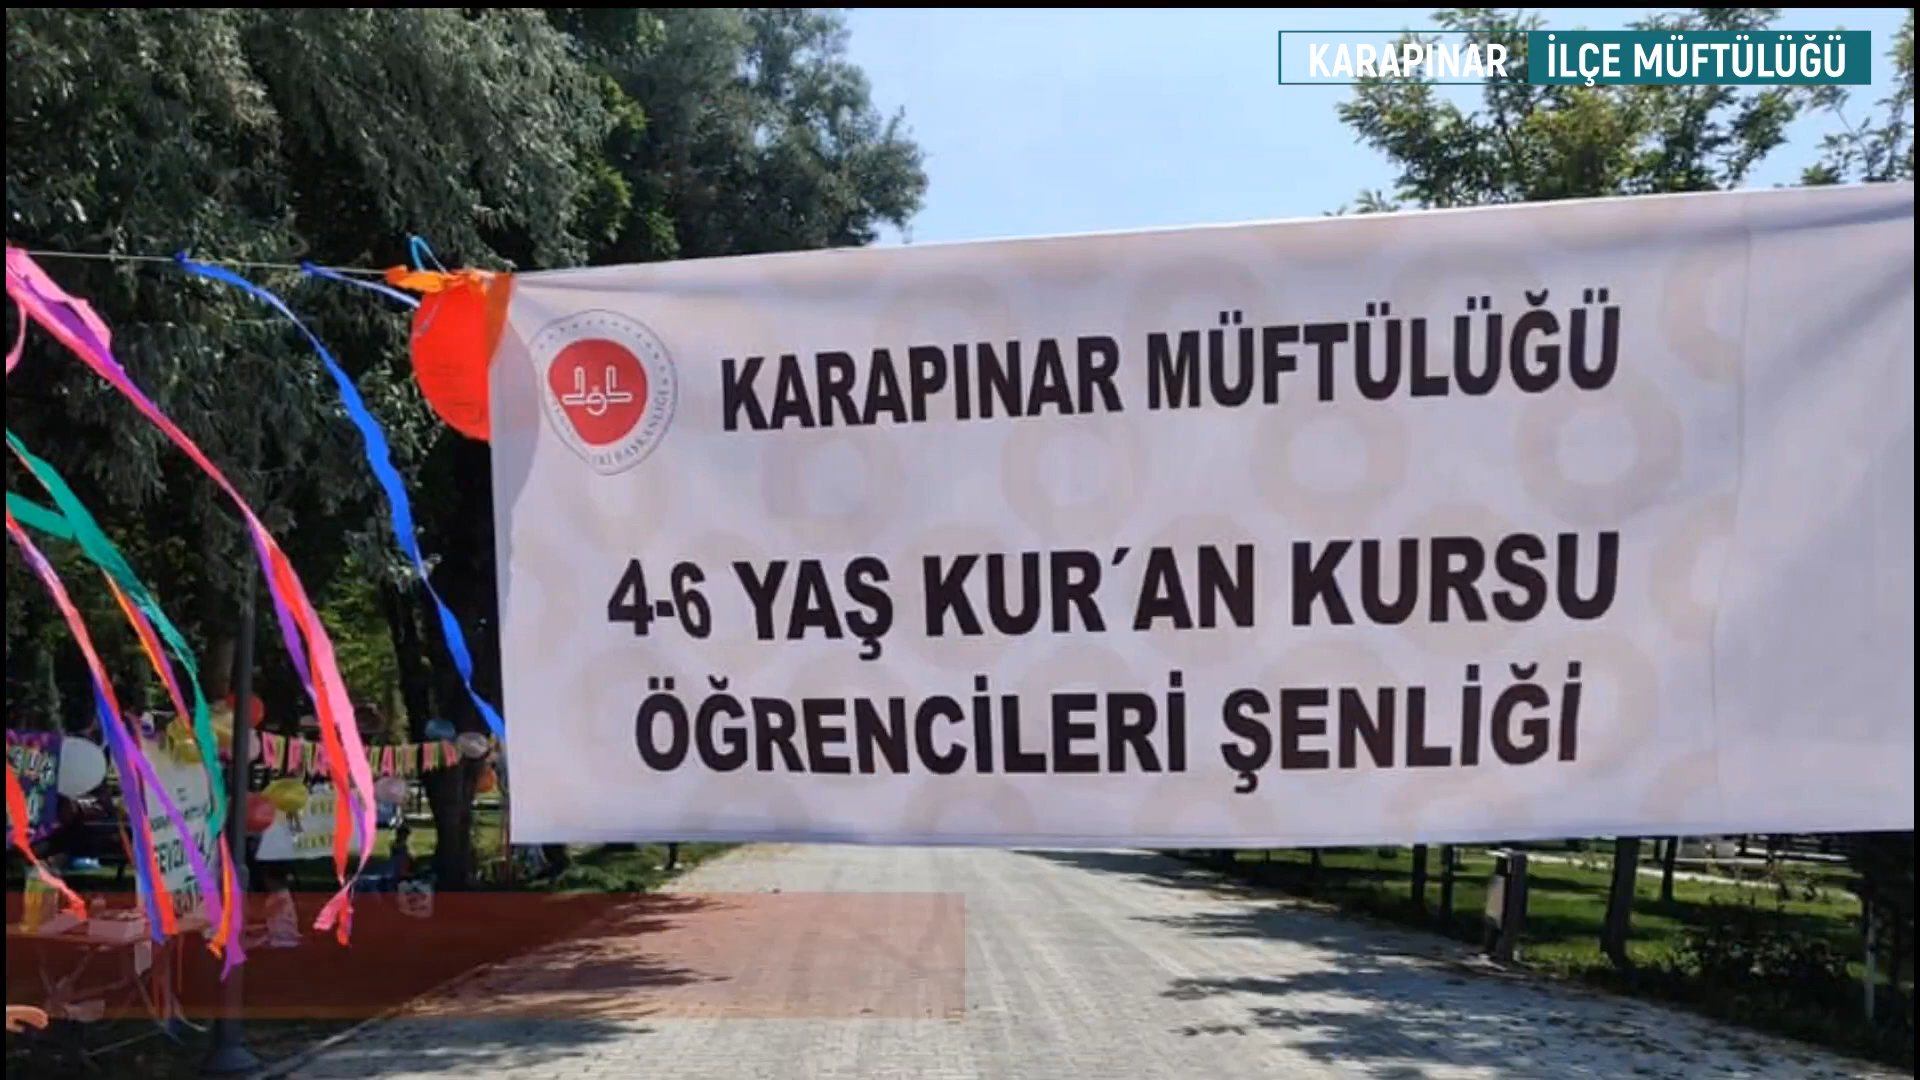 KARAPINAR İLÇE MÜFTÜLÜĞÜ
KARAPINAR MÜFTÜLÜĞÜ
4-6 YAŞ KUR´AN KURSU
ÖĞRENCİLERİ ŞENLİĞİ